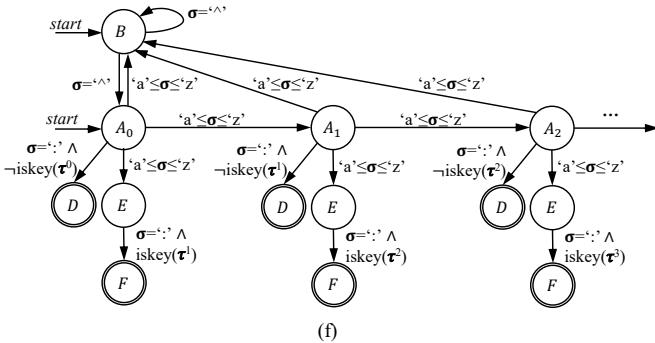 start
B
σ=‘^’
σ=‘^’
‘a’≤σ≤‘z’
‘a’≤σ≤‘z’
‘a’≤σ≤‘z’
start
A₀
‘a’≤σ≤‘z’
A₁
‘a’≤σ≤‘z’
A₂
...
σ=‘:’ ∧
¬iskey(τ⁰)
‘a’≤σ≤‘z’
σ=‘:’ ∧
¬iskey(τ¹)
‘a’≤σ≤‘z’
σ=‘:’ ∧
¬iskey(τ²)
‘a’≤σ≤‘z’
D
E
D
E
D
E
σ=‘:’ ∧
iskey(τ¹)
σ=‘:’ ∧
iskey(τ²)
σ=‘:’ ∧
iskey(τ³)
F
F
F
(f)